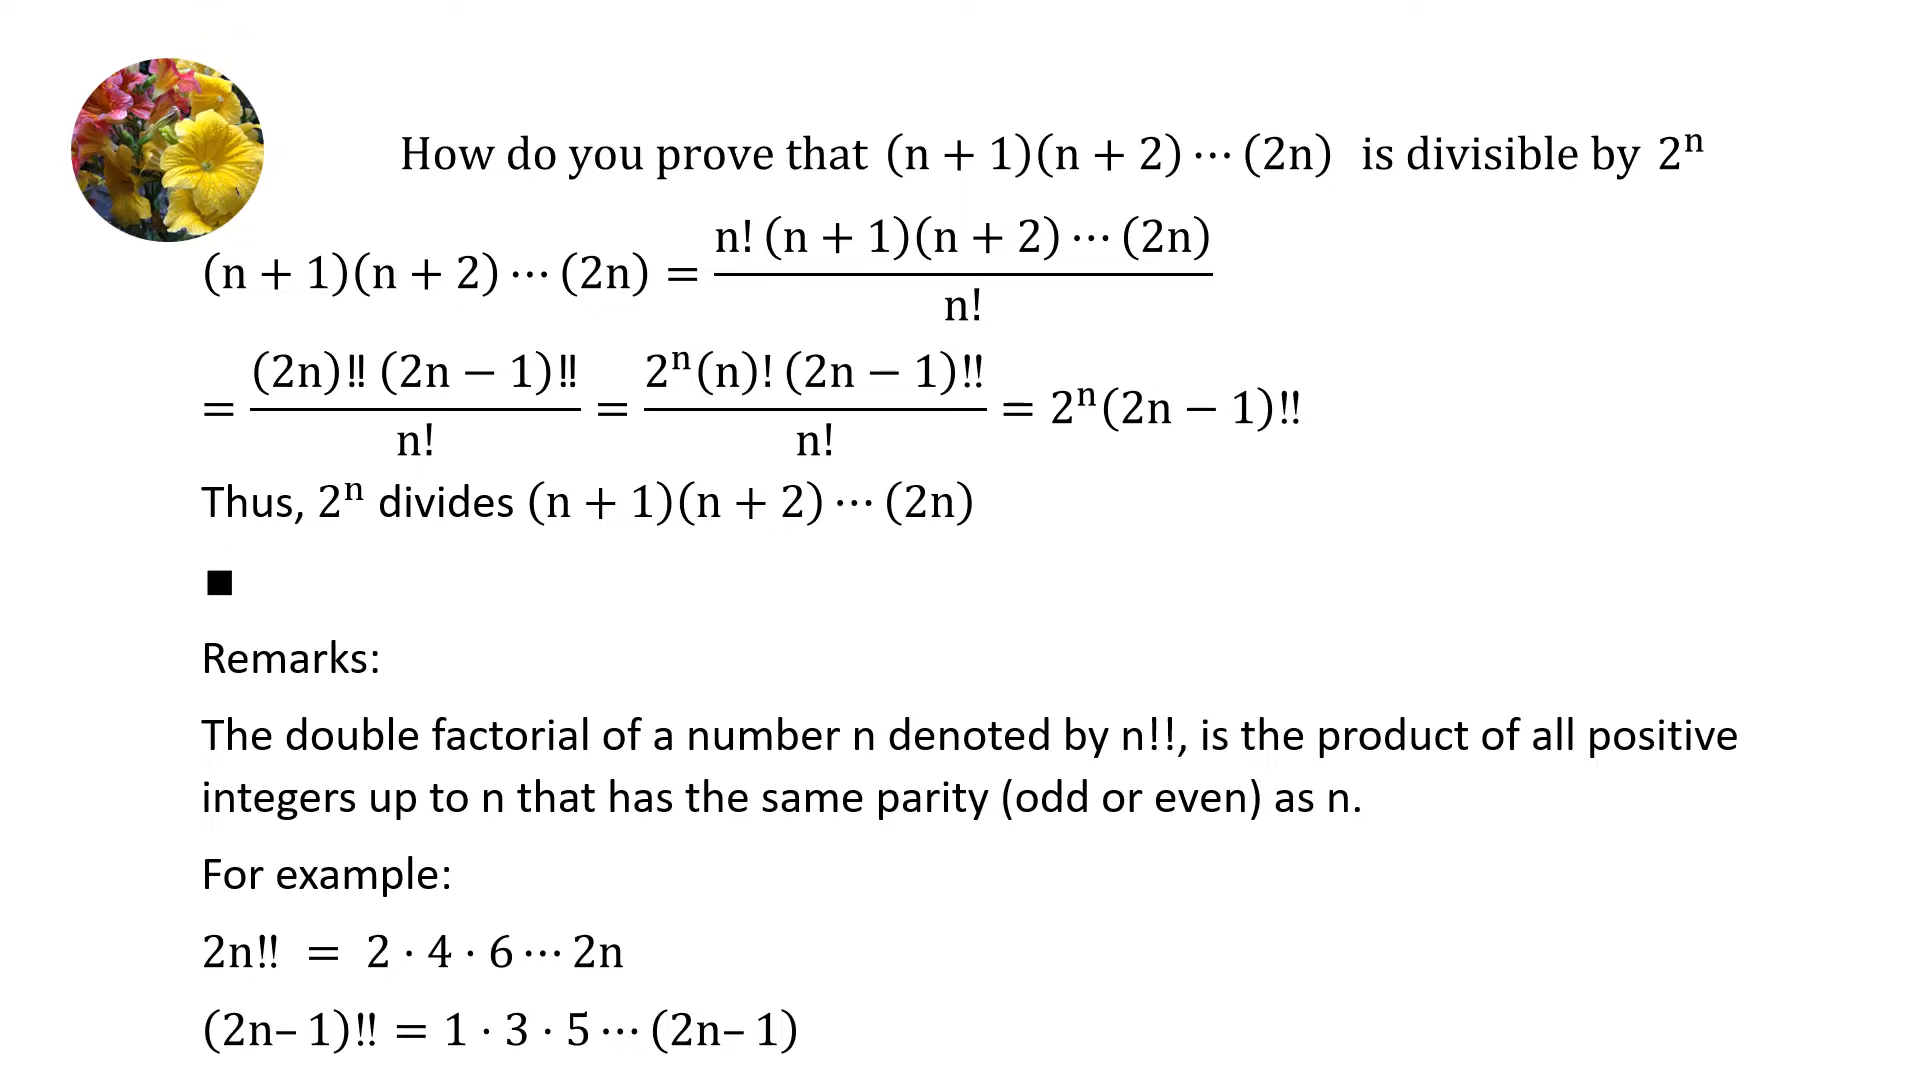 How do you prove that (n + 1)(n + 2) ⋯ (2n) is divisible by 2ⁿ
(n + 1)(n + 2) ⋯ (2n) = n! (n + 1)(n + 2) ⋯ (2n) / n!
= (2n)‼ (2n − 1)‼ / n! = 2ⁿ(n)! (2n − 1)!! / n! = 2ⁿ(2n − 1)!!
Thus, 2ⁿ divides (n + 1)(n + 2) ⋯ (2n)
■
Remarks:
The double factorial of a number n denoted by n!!, is the product of all positive
integers up to n that has the same parity (odd or even) as n.
For example:
2n‼ = 2 · 4 · 6 ⋯ 2n
(2n– 1)‼ = 1 · 3 · 5 ⋯ (2n– 1)